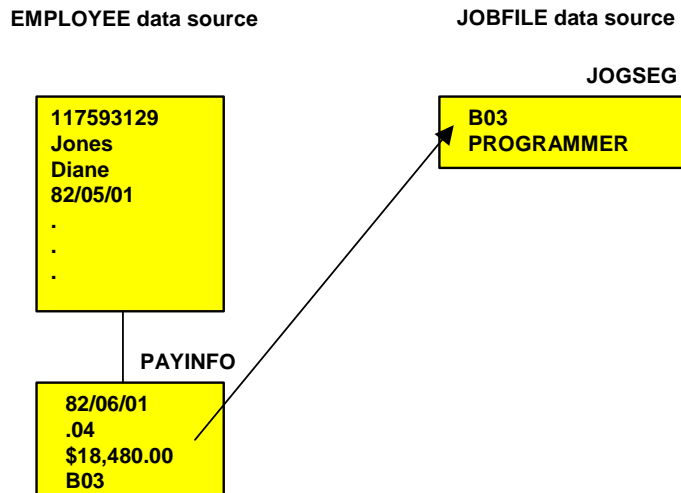 EMPLOYEE data source
JOBFILE data source
JOGSEG
117593129
Jones
Diane
82/05/01
.
.
.
B03
PROGRAMMER
PAYINFO
82/06/01
.04
$18,480.00
B03